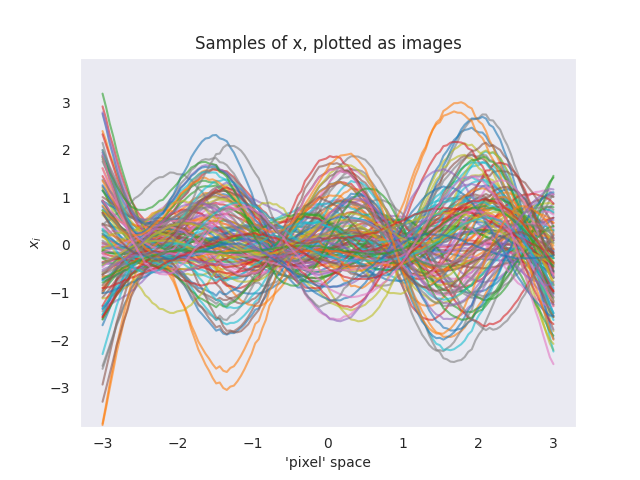 Samples of x, plotted as images
3
2
1
0
−1
−2
−3
x_i
−3 −2 −1 0 1 2 3
'pixel' space